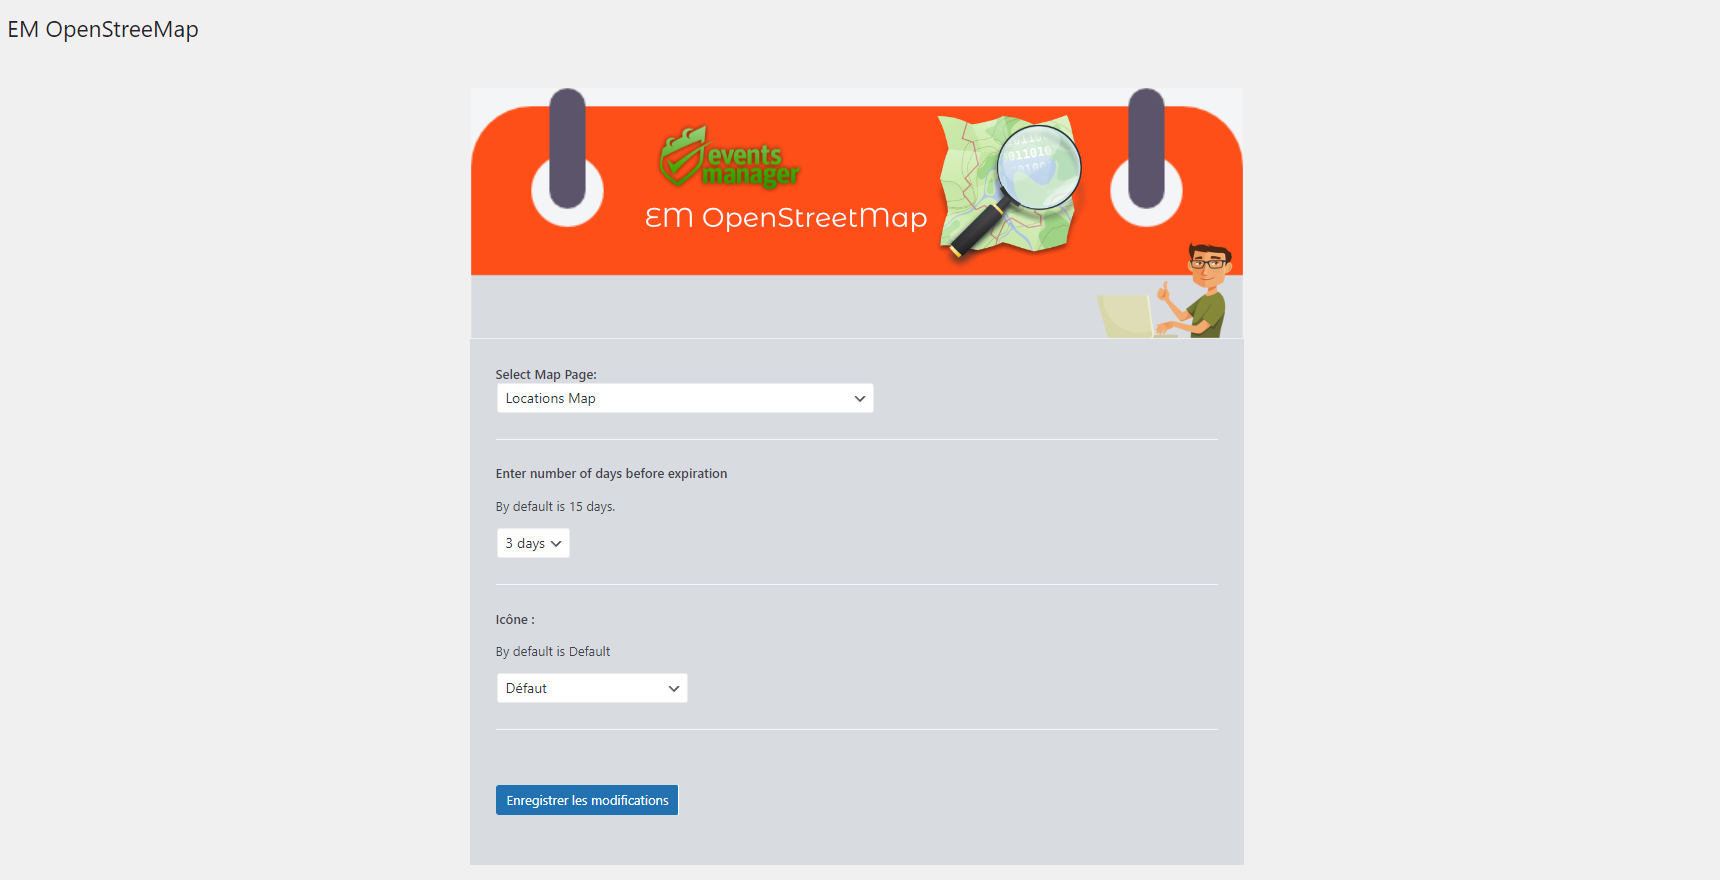 EM OpenStreeMap
events
manager
EM OpenStreetMap
011010
Select Map Page:
Locations Map
Enter number of days before expiration
By default is 15 days.
3 days
Icône :
By default is Default
Défaut
Enregistrer les modifications